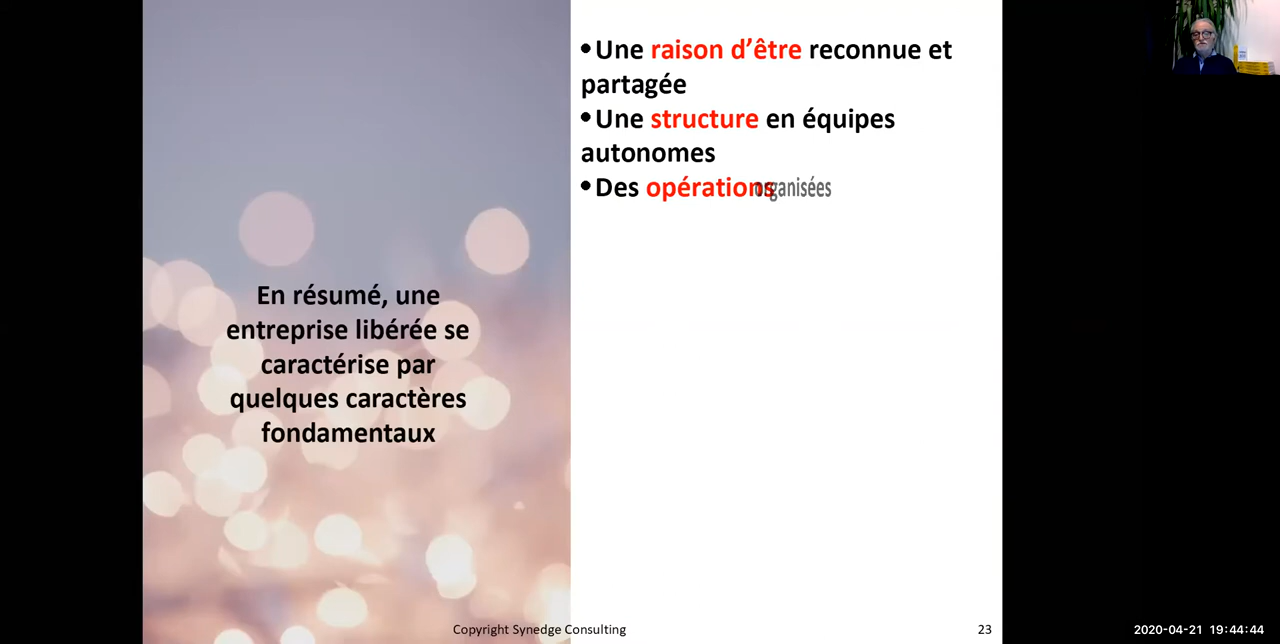 En résumé, une
entreprise libérée se
caractérise par
quelques caractères
fondamentaux
•Une raison d’être reconnue et
partagée
•Une structure en équipes
autonomes
•Des opérations organisées
Copyright Synedge Consulting
23
2020-04-21 19:44:44